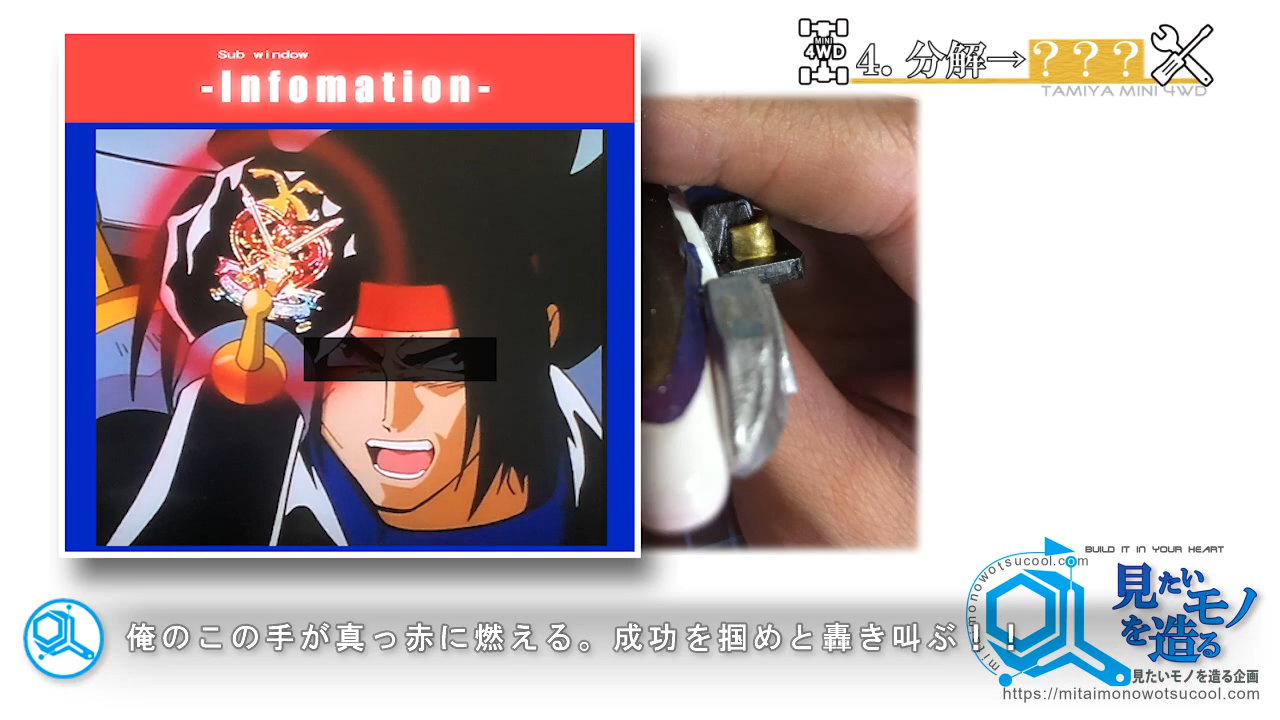 Sub window
-Infomation-
MINI
4WD
4. 分解→？？？
TAMIYA MINI 4WD
俺のこの手が真っ赤に燃える。成功を掴めと轟き叫ぶ！！
BUILD IT IN YOUR HEART
mitaimonowotsucool.com
見たい
モノ
を造る
見たいモノを造る企画
https://mitaimonowotsucool.com